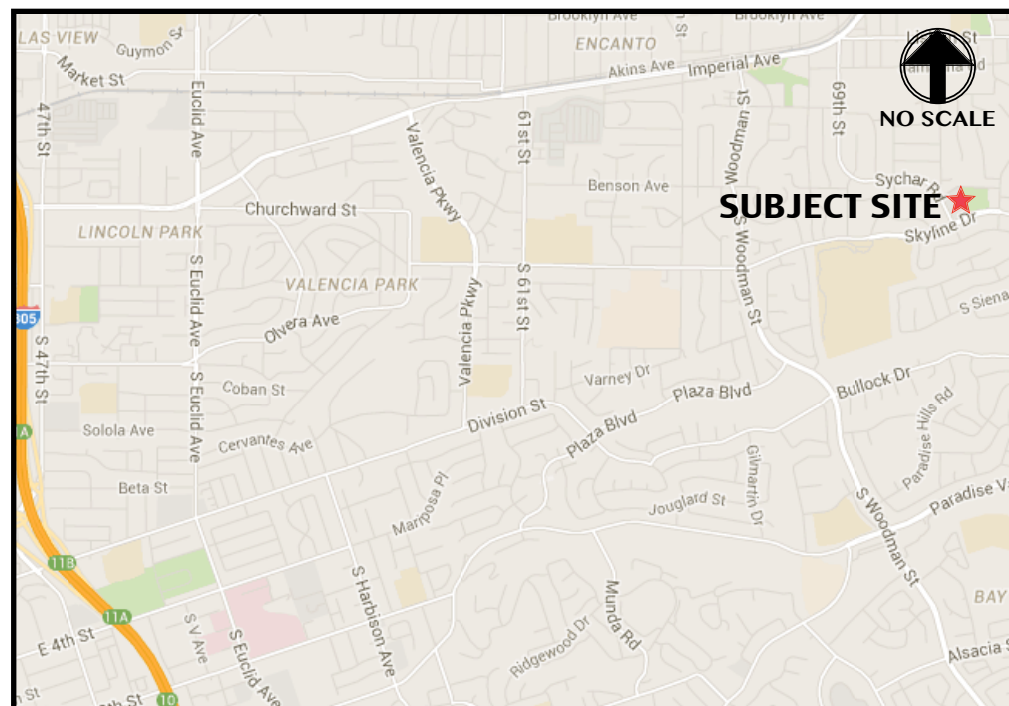 Brooklyn Ave
Brooklyn Ave
LAS VIEW
Guymon St
ENCANTO
Market St
Akins Ave
Imperial Ave
NO SCALE
47th St
Euclid Ave
Valencia Pkwy
61st St
S Woodman St
69th St
Benson Ave
Sychar Rd
SUBJECT SITE
Churchward St
Skyline Dr
LINCOLN PARK
S Euclid Ave
VALENCIA PARK
S 61st St
S Woodman St
S Siena
805
Olvera Ave
Valencia Pkwy
S 47th St
S Euclid Ave
Coban St
Varney Dr
Plaza Blvd
Bullock Dr
Division St
Plaza Blvd
Solola Ave
Cervantes Ave
Paradise Hills Rd
Gilmartin Dr
Beta St
Mariposa Pl
Jouglard St
Paradise Va
S Woodman St
11B
S Harbison Ave
Munda Rd
11A
BAY
E 4th St
S V Ave
S Euclid Ave
Ridgewood Dr
Alsacia S
10